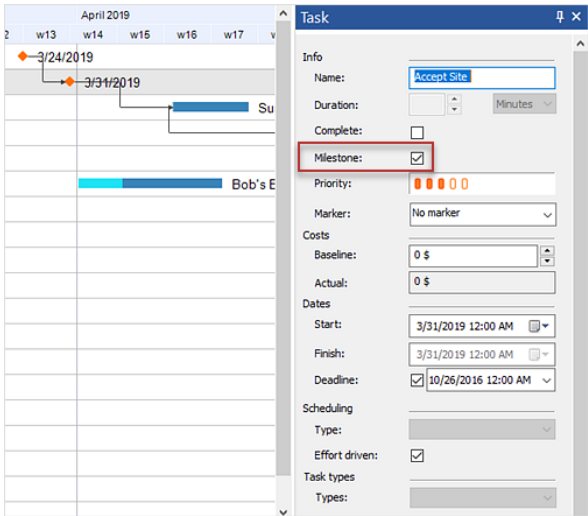 April 2019
2 w13 w14 w15 w16 w17 w
3/24/2019
3/31/2019
Su
Bob's E
Task
Info
Name: Accept Site
Duration: Minutes
Complete:
Milestone:
Priority:
Marker: No marker
Costs
Baseline: 0 $
Actual: 0 $
Dates
Start: 3/31/2019 12:00 AM
Finish: 3/31/2019 12:00 AM
Deadline: 10/26/2016 12:00 AM
Scheduling
Type:
Effort driven:
Task types
Types: